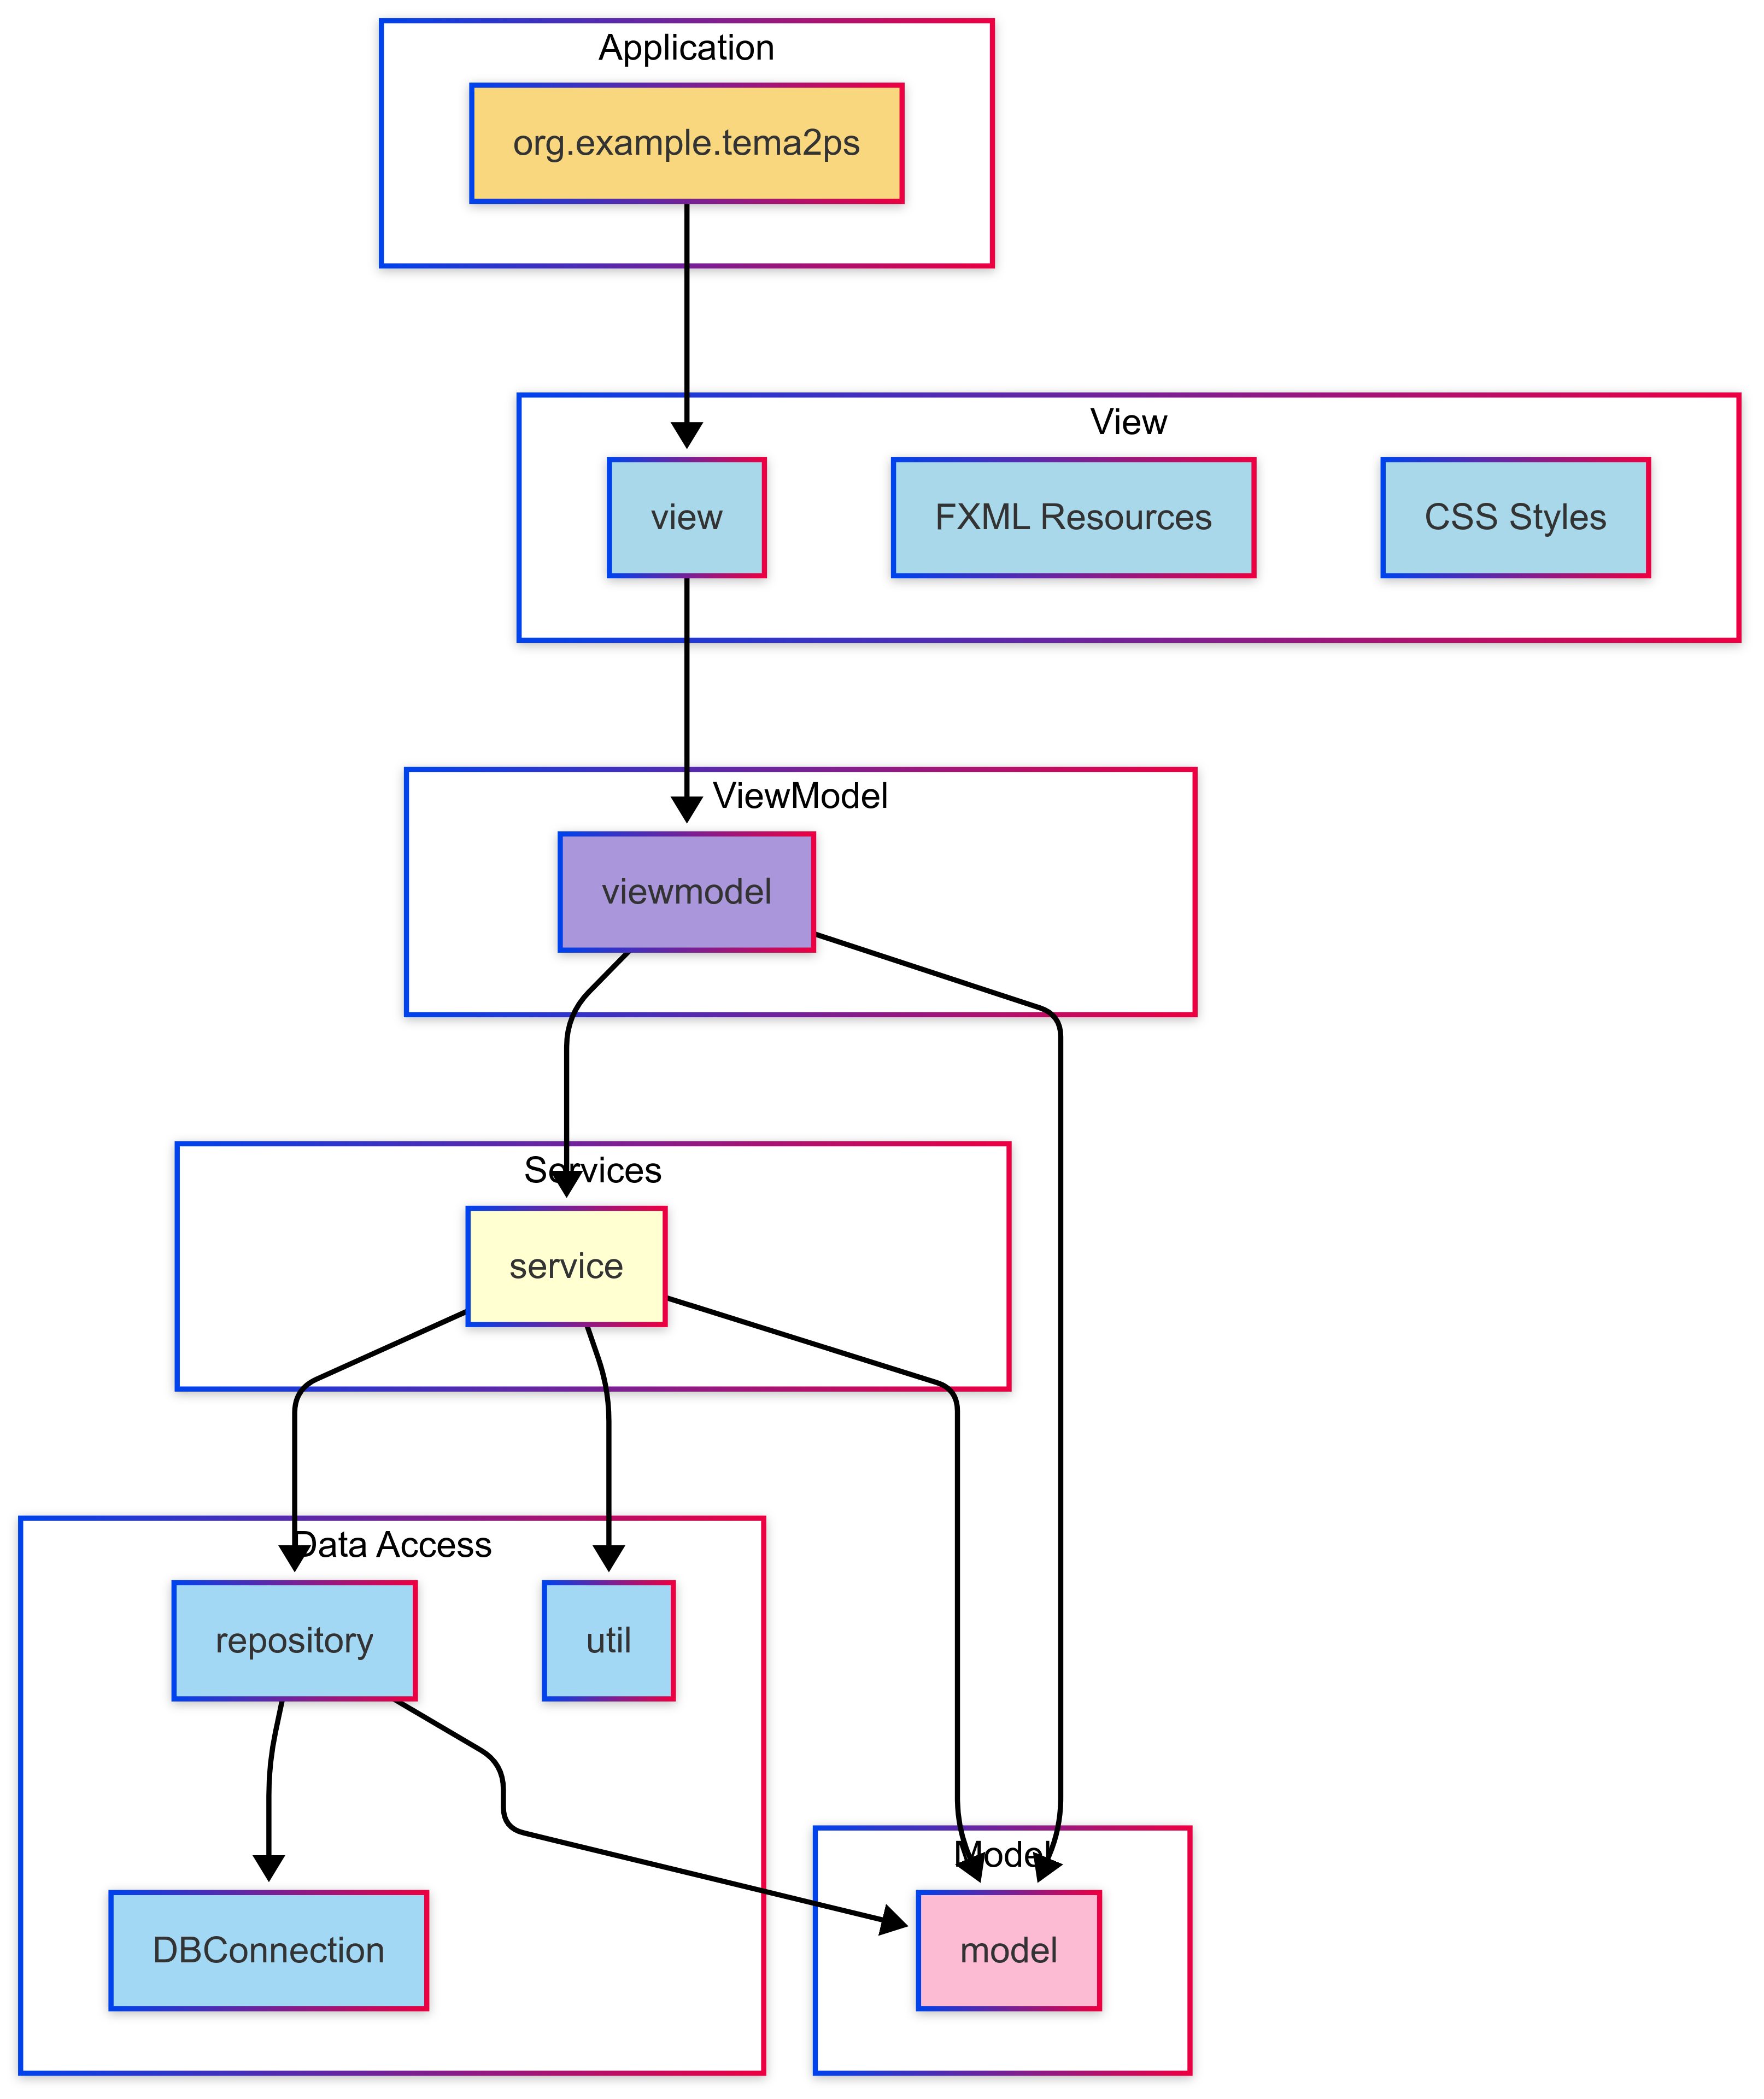 Application
org.example.tema2ps
View
view
FXML Resources
CSS Styles
ViewModel
viewmodel
Services
service
Data Access
repository
util
Model
DBConnection
model